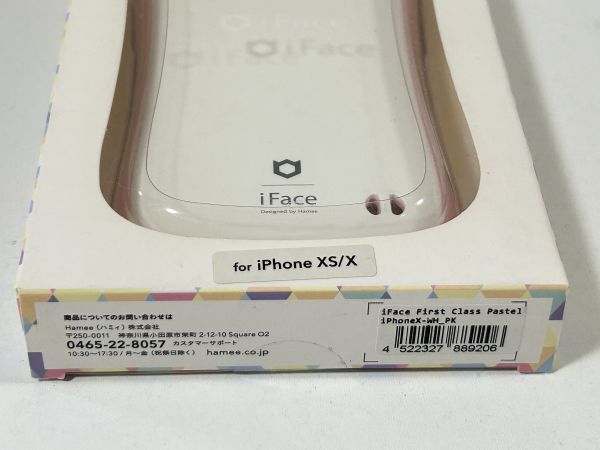 iFace
iFace
Designed by Hamee
for iPhone XS/X
商品についてのお問い合わせは
Hamee (ハミィ) 株式会社
〒250-0011 神奈川県小田原市栄町 2-12-10 Square O2
0465-22-8057 カスタマーサポート
10:30〜17:30 / 月〜金 (祝祭日除く) hamee.co.jp
iFace First Class Pastel
iPhoneX-WH_PK
4 522327 889206